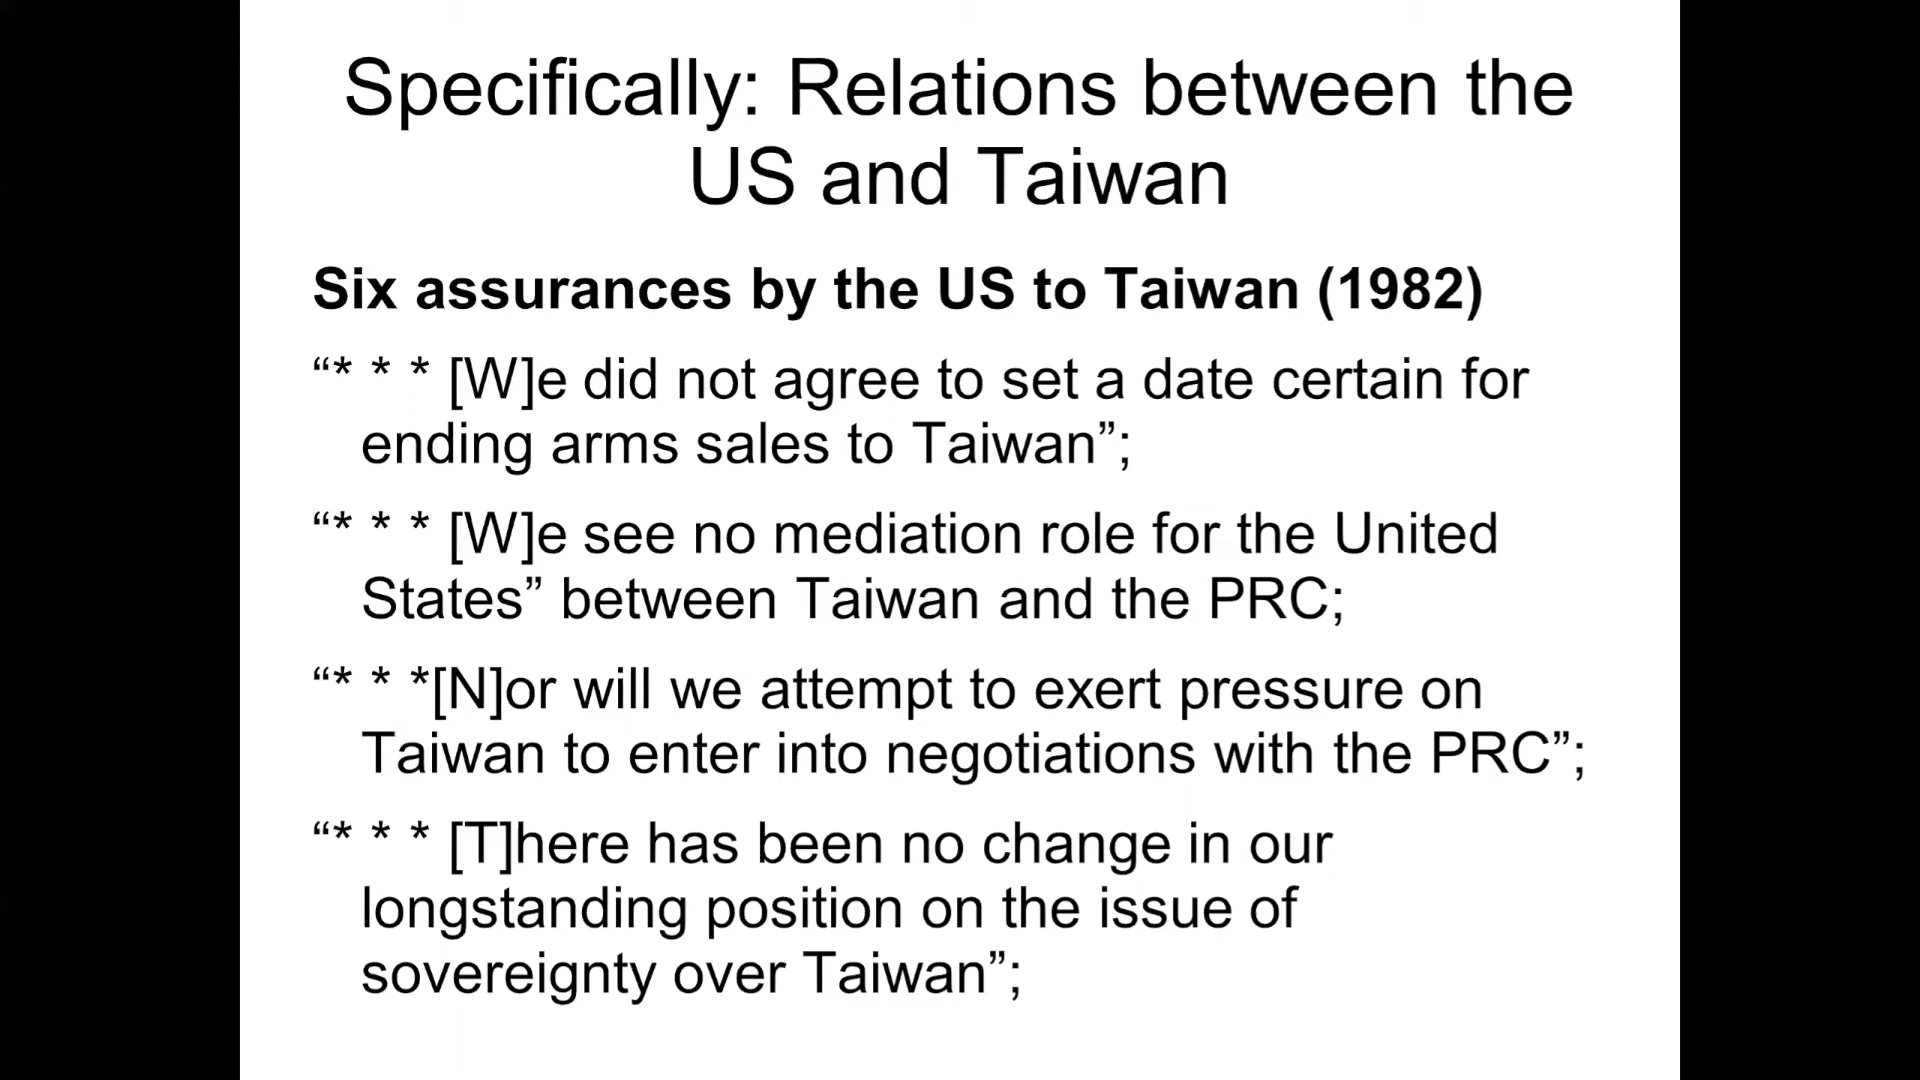 Specifically: Relations between the
US and Taiwan
Six assurances by the US to Taiwan (1982)
“* * * [W]e did not agree to set a date certain for
ending arms sales to Taiwan”;
“* * * [W]e see no mediation role for the United
States” between Taiwan and the PRC;
“* * *[N]or will we attempt to exert pressure on
Taiwan to enter into negotiations with the PRC”;
“* * * [T]here has been no change in our
longstanding position on the issue of
sovereignty over Taiwan”;